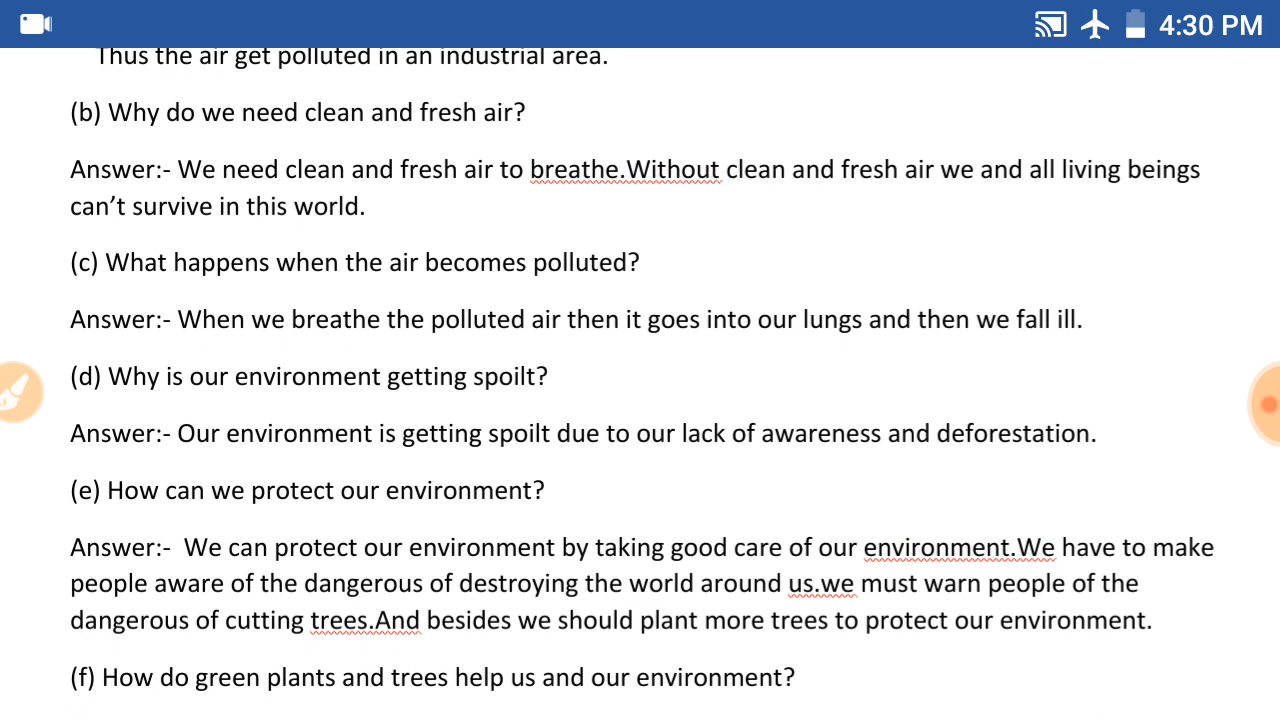 4:30 PM
Thus the air get polluted in an industrial area.
(b) Why do we need clean and fresh air?
Answer:- We need clean and fresh air to breathe.Without clean and fresh air we and all living beings
can’t survive in this world.
(c) What happens when the air becomes polluted?
Answer:- When we breathe the polluted air then it goes into our lungs and then we fall ill.
(d) Why is our environment getting spoilt?
Answer:- Our environment is getting spoilt due to our lack of awareness and deforestation.
(e) How can we protect our environment?
Answer:-  We can protect our environment by taking good care of our environment.We have to make
people aware of the dangerous of destroying the world around us.we must warn people of the
dangerous of cutting trees.And besides we should plant more trees to protect our environment.
(f) How do green plants and trees help us and our environment?